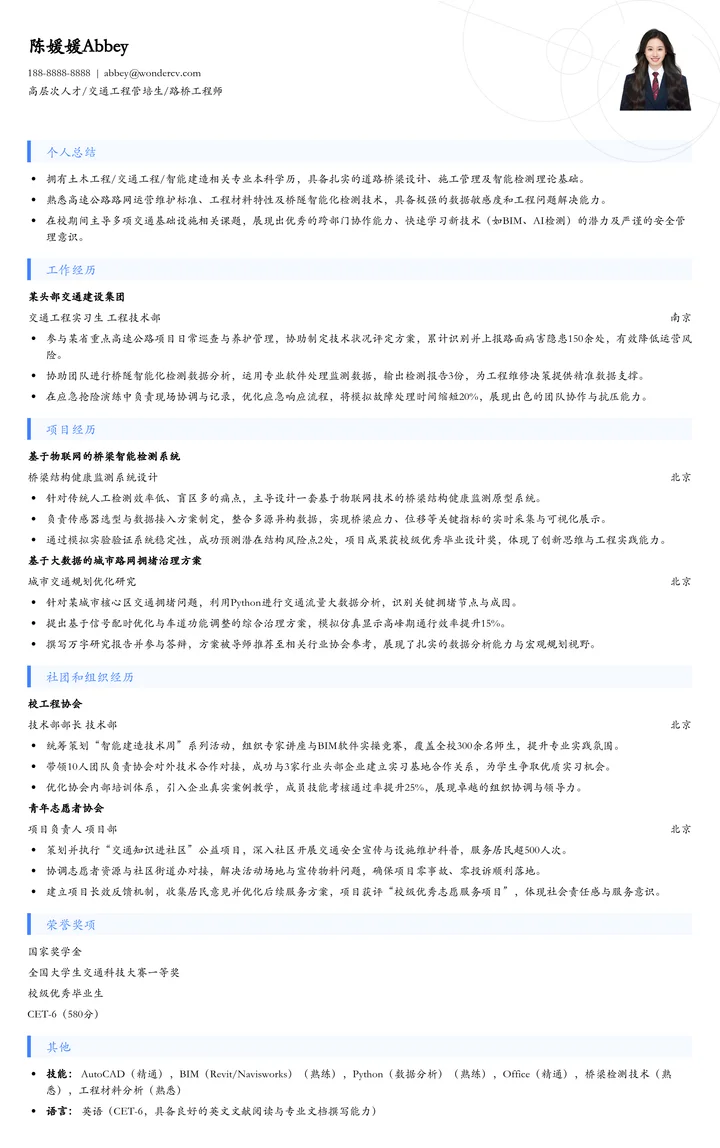 陈媛媛Abbey
188-8888-8888 | abbey@wondercv.com
高层次人才/交通工程管培生/路桥工程师
个人总结
• 拥有土木工程/交通工程/智能建造相关专业本科学历，具备扎实的道路桥梁设计、施工管理及智能检测理论基础。
• 熟悉高速公路路网运营维护标准、工程材料特性及桥隧智能化检测技术，具备极强的数据敏感度和工程问题解决能力。
• 在校期间主导多项交通基础设施相关课题，展现出优秀的跨部门协作能力、快速学习新技术（如BIM、AI检测）的潜力及严谨的安全管
理意识。
工作经历
某头部交通建设集团
交通工程实习生 工程技术部 南京
• 参与某省重点高速公路项目日常巡查与养护管理，协助制定技术状况评定方案，累计识别并上报路面病害隐患150余处，有效降低运营风
险。
• 协助团队进行桥隧智能化检测数据分析，运用专业软件处理监测数据，输出检测报告3份，为工程维修决策提供精准数据支撑。
• 在应急抢险演练中负责现场协调与记录，优化应急响应流程，将模拟故障处理时间缩短20%，展现出色的团队协作与抗压能力。
项目经历
基于物联网的桥梁智能检测系统
桥梁结构健康监测系统设计 北京
• 针对传统人工检测效率低、盲区多的痛点，主导设计一套基于物联网技术的桥梁结构健康监测原型系统。
• 负责传感器选型与数据接入方案制定，整合多源异构数据，实现桥梁应力、位移等关键指标的实时采集与可视化展示。
• 通过模拟实验验证系统稳定性，成功预测潜在结构风险点2处，项目成果获校级优秀毕业设计奖，体现了创新思维与工程实践能力。
基于大数据的城市路网拥堵治理方案
城市交通规划优化研究 北京
• 针对某城市核心区交通拥堵问题，利用Python进行交通流量大数据分析，识别关键拥堵节点与成因。
• 提出基于信号配时优化与车道功能调整的综合治理方案，模拟仿真显示高峰期通行效率提升15%。
• 撰写万字研究报告并参与答辩，方案被导师推荐至相关行业协会参考，展现了扎实的数据分析能力与宏观规划视野。
社团和组织经历
校工程协会
技术部部长 技术部 北京
• 统筹策划“智能建造技术周”系列活动，组织专家讲座与BIM软件实操竞赛，覆盖全校300余名师生，提升专业实践氛围。
• 带领10人团队负责协会对外技术合作对接，成功与3家行业头部企业建立实习基地合作关系，为学生争取优质实习机会。
• 优化协会内部培训体系，引入企业真实案例教学，成员技能考核通过率提升25%，展现卓越的组织协调与领导力。
青年志愿者协会
项目负责人 项目部 北京
• 策划并执行“交通知识进社区”公益项目，深入社区开展交通安全宣传与设施维护科普，服务居民超500人次。
• 协调志愿者资源与社区街道办对接，解决活动场地与宣传物料问题，确保项目零事故、零投诉顺利落地。
• 建立项目长效反馈机制，收集居民意见并优化后续服务方案，项目获评“校级优秀志愿服务项目”，体现社会责任感与服务意识。
荣誉奖项
国家奖学金
全国大学生交通科技大赛一等奖
校级优秀毕业生
CET-6（580分）
其他
• 技能： AutoCAD（精通），BIM（Revit/Navisworks）（熟练），Python（数据分析）（熟练），Office（精通），桥梁检测技术（熟
悉），工程材料分析（熟悉）
• 语言： 英语（CET-6，具备良好的英文文献阅读与专业文档撰写能力）